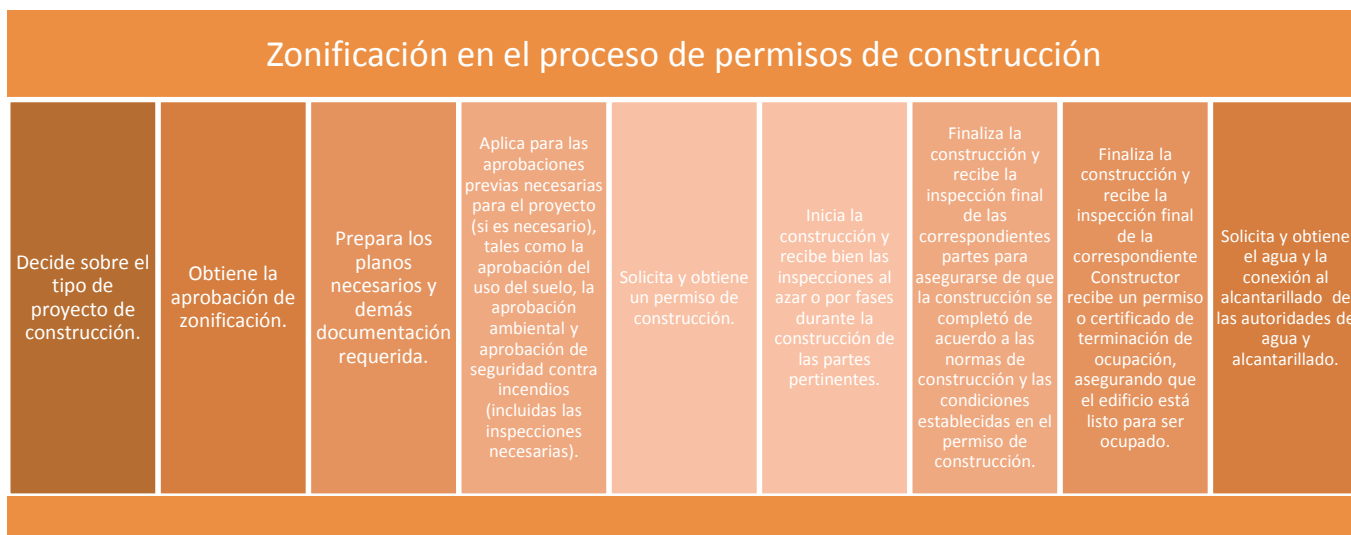 Zonificación en el proceso de permisos de construcción
Decide sobre el
tipo de
proyecto de
construcción.
Obtiene la
aprobación de
zonificación.
Prepara los
planos
necesarios y
demás
documentación
requerida.
Aplica para las
aprobaciones
previas necesarias
para el proyecto
(si es necesario),
tales como la
aprobación del
uso del suelo, la
aprobación
ambiental y
aprobación de
seguridad contra
incendios
(incluidas las
inspecciones
necesarias).
Solicita y obtiene
un permiso de
construcción.
Inicia la
construcción y
recibe bien las
inspecciones al
azar o por fases
durante la
construcción de
las partes
pertinentes.
Finaliza la
construcción y
recibe la
inspección final
de las
correspondientes
partes para
asegurarse de que
la construcción se
completó de
acuerdo a las
normas de
construcción y las
condiciones
establecidas en el
permiso de
construcción.
Finaliza la
construcción y
recibe la
inspección final
de la
correspondiente
Constructor
recibe un permiso
o certificado de
terminación de
ocupación,
asegurando que
el edificio está
listo para ser
ocupado.
Solicita y obtiene
el agua y la
conexión al
alcantarillado de
las autoridades de
agua y
alcantarillado.